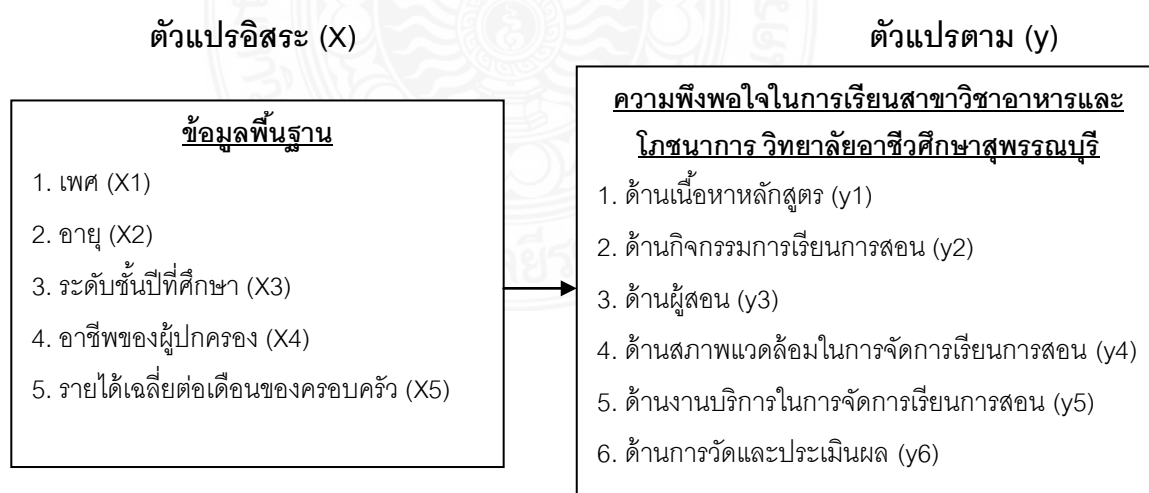 ตัวแปรอิสระ (X)
ตัวแปรตาม (y)
ข้อมูลพื้นฐาน
1. เพศ (X1)
2. อายุ (X2)
3. ระดับชั้นปีที่ศึกษา (X3)
4. อาชีพของผู้ปกครอง (X4)
5. รายได้เฉลี่ยต่อเดือนของครอบครัว (X5)
ความพึงพอใจในการเรียนสาขาวิชาอาหารและ
โภชนาการ วิทยาลัยอาชีวศึกษาสุพรรณบุรี
1. ด้านเนื้อหาหลักสูตร (y1)
2. ด้านกิจกรรมการเรียนการสอน (y2)
3. ด้านผู้สอน (y3)
4. ด้านสภาพแวดล้อมในการจัดการเรียนการสอน (y4)
5. ด้านงานบริการในการจัดการเรียนการสอน (y5)
6. ด้านการวัดและประเมินผล (y6)